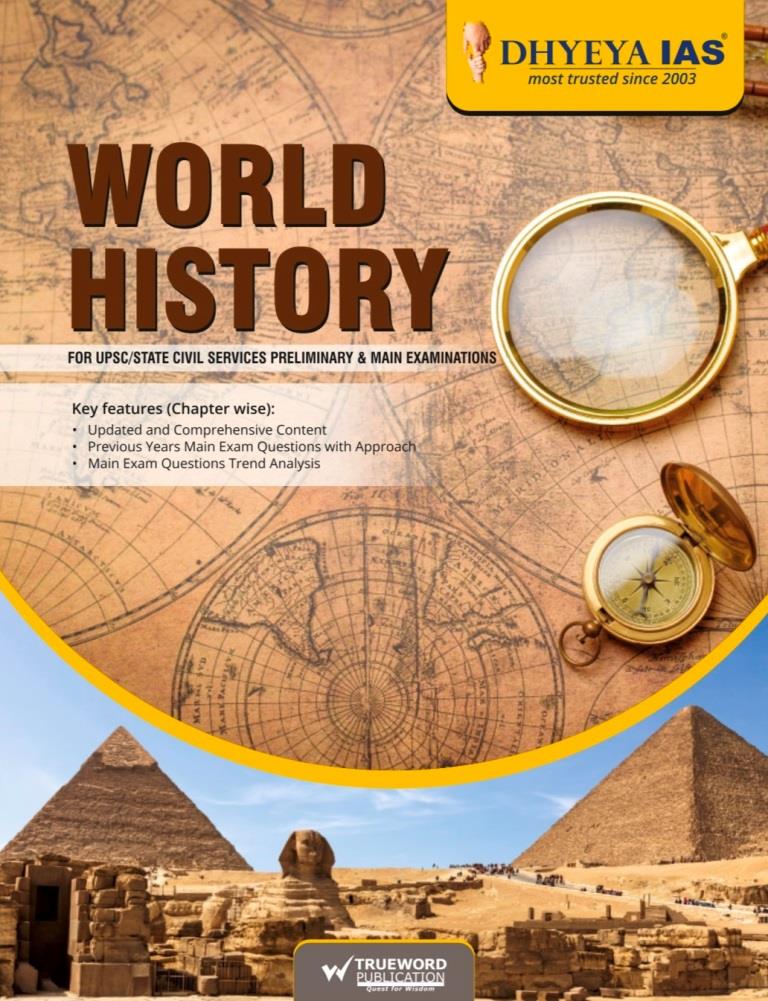 DHYEYA IAS®
most trusted since 2003
WORLD
HISTORY
FOR UPSC/STATE CIVIL SERVICES PRELIMINARY & MAIN EXAMINATIONS
Key features (Chapter wise):
• Updated and Comprehensive Content
• Previous Years Main Exam Questions with Approach
• Main Exam Questions Trend Analysis
TRUEWORD
PUBLICATION
Quest for Wisdom